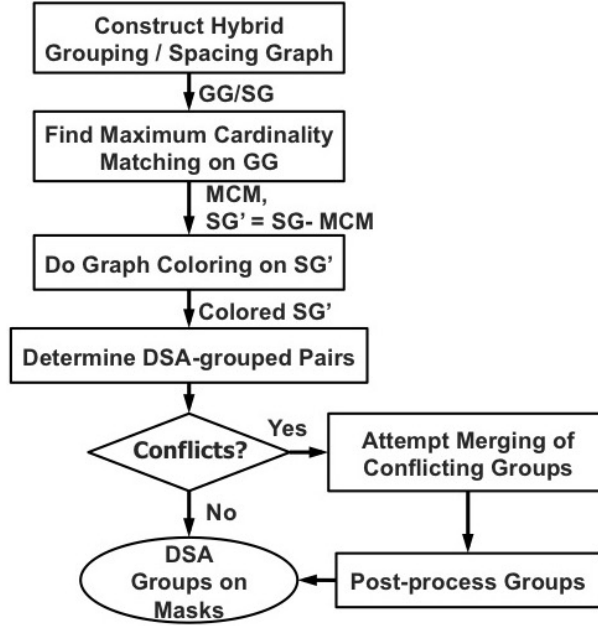 Construct Hybrid
Grouping / Spacing Graph
GG/SG
Find Maximum Cardinality
Matching on GG
MCM,
SG' = SG- MCM
Do Graph Coloring on SG'
Colored SG'
Determine DSA-grouped Pairs
Conflicts?
Yes
Attempt Merging of
Conflicting Groups
No
DSA
Groups on
Masks
Post-process Groups